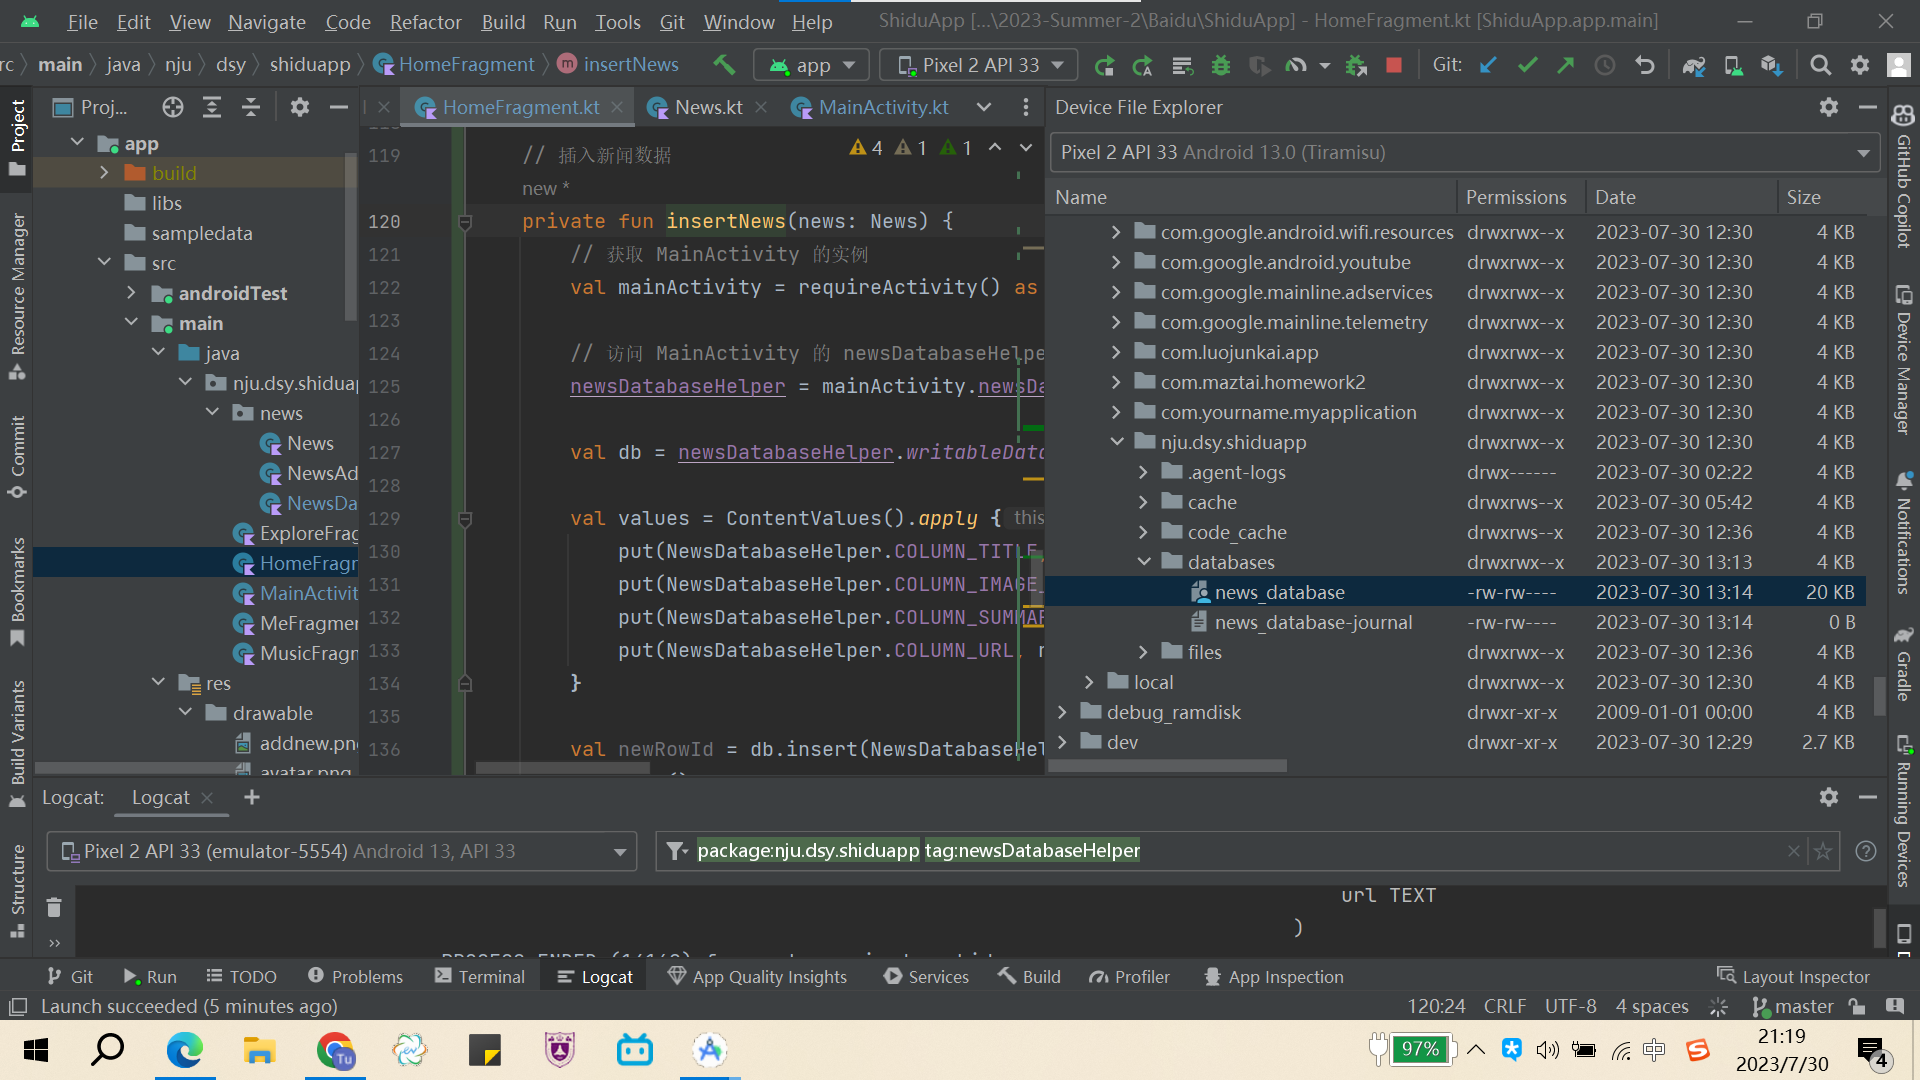 File Edit View Navigate Code Refactor Build Run Tools Git Window Help ShiduApp [...\2023-Summer-2\Baidu\ShiduApp] - HomeFragment.kt [ShiduApp.app.main]
rc main java nju dsy shiduapp HomeFragment insertNews app Pixel 2 API 33 Git:
Project
Resource Manager
Commit
Bookmarks
Build Variants
Structure
Proj...
app
build
libs
sampledata
src
androidTest
main
java
nju.dsy.shiduap
news
News
NewsAd
NewsDa
ExploreFrag
HomeFragr
MainActivit
MeFragmer
MusicFragn
res
drawable
addnew.pn
avatar.png
HomeFragment.kt News.kt MainActivity.kt
4 1 1
119 // 插入新闻数据
new *
120 private fun insertNews(news: News) {
121 // 获取 MainActivity 的实例
122 val mainActivity = requireActivity() as
123
124 // 访问 MainActivity 的 newsDatabaseHelpe
125 newsDatabaseHelper = mainActivity.newsDa
126
127 val db = newsDatabaseHelper.writableData
128
129 val values = ContentValues().apply { this
130 put(NewsDatabaseHelper.COLUMN_TITLE,
131 put(NewsDatabaseHelper.COLUMN_IMAGE_
132 put(NewsDatabaseHelper.COLUMN_SUMMAR
133 put(NewsDatabaseHelper.COLUMN_URL, n
134 }
135
136 val newRowId = db.insert(NewsDatabaseHel
Device File Explorer
Pixel 2 API 33 Android 13.0 (Tiramisu)
Name Permissions Date Size
com.google.android.wifi.resources drwxrwx--x 2023-07-30 12:30 4 KB
com.google.android.youtube drwxrwx--x 2023-07-30 12:30 4 KB
com.google.mainline.adservices drwxrwx--x 2023-07-30 12:30 4 KB
com.google.mainline.telemetry drwxrwx--x 2023-07-30 12:30 4 KB
com.luojunkai.app drwxrwx--x 2023-07-30 12:30 4 KB
com.maztai.homework2 drwxrwx--x 2023-07-30 12:30 4 KB
com.yourname.myapplication drwxrwx--x 2023-07-30 12:30 4 KB
nju.dsy.shiduapp drwxrwx--x 2023-07-30 12:30 4 KB
.agent-logs drwx------ 2023-07-30 02:22 4 KB
cache drwxrws--x 2023-07-30 05:42 4 KB
code_cache drwxrws--x 2023-07-30 12:36 4 KB
databases drwxrwx--x 2023-07-30 13:13 4 KB
news_database -rw-rw---- 2023-07-30 13:14 20 KB
news_database-journal -rw-rw---- 2023-07-30 13:14 0 B
files drwxrwx--x 2023-07-30 12:36 4 KB
local drwxrwx--x 2023-07-30 12:30 4 KB
debug_ramdisk drwxr-xr-x 2009-01-01 00:00 4 KB
dev drwxr-xr-x 2023-07-30 12:29 2.7 KB
GitHub Copilot
Device Manager
Notifications
Gradle
Running Devices
Logcat: Logcat
Pixel 2 API 33 (emulator-5554) Android 13, API 33 package:nju.dsy.shiduapp tag:newsDatabaseHelper
url TEXT
)
Git Run TODO Problems Terminal Logcat App Quality Insights Services Build Profiler App Inspection Layout Inspector
Launch succeeded (5 minutes ago) 120:24 CRLF UTF-8 4 spaces master
Tu 97% 中 21:19
2023/7/30 4